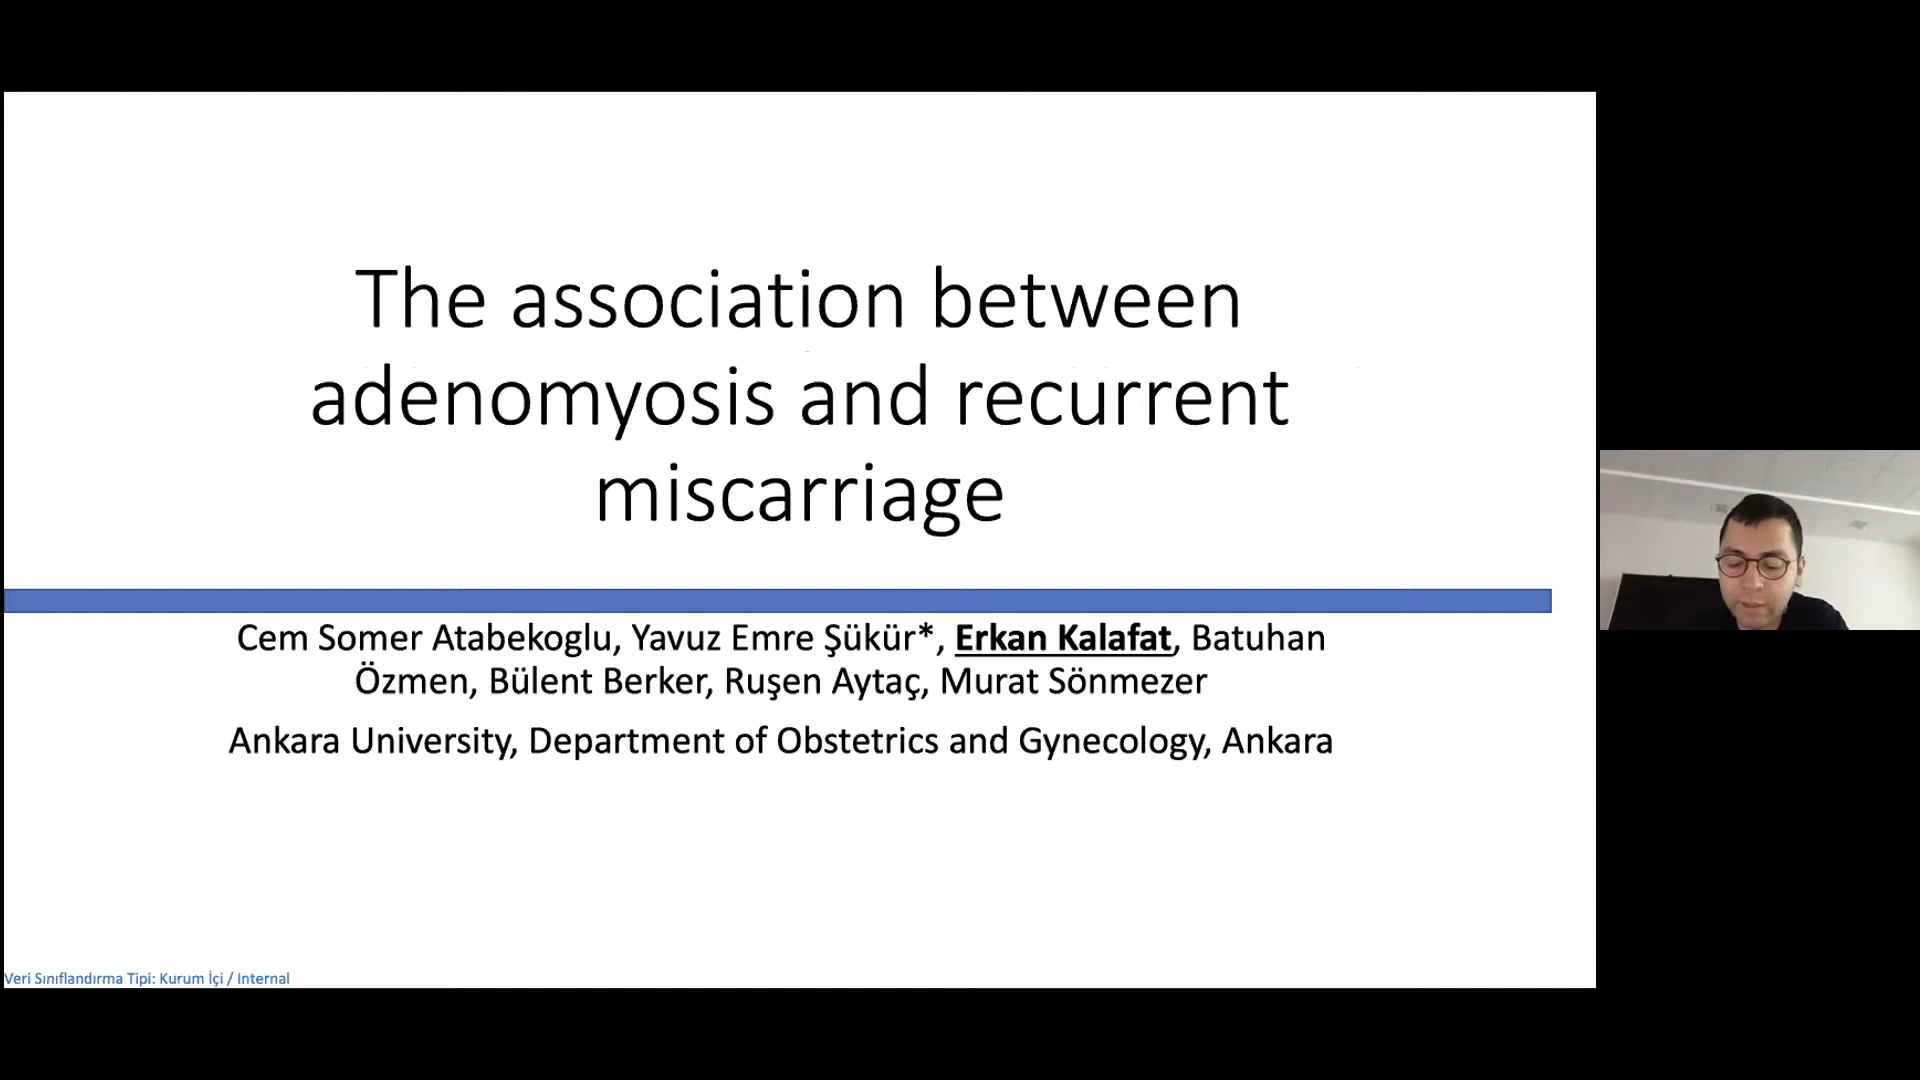 The association between
adenomyosis and recurrent
miscarriage
Cem Somer Atabekoglu, Yavuz Emre Şükür*, Erkan Kalafat, Batuhan
Özmen, Bülent Berker, Ruşen Aytaç, Murat Sönmezer
Ankara University, Department of Obstetrics and Gynecology, Ankara
Veri Sınıflandırma Tipi: Kurum İçi / Internal